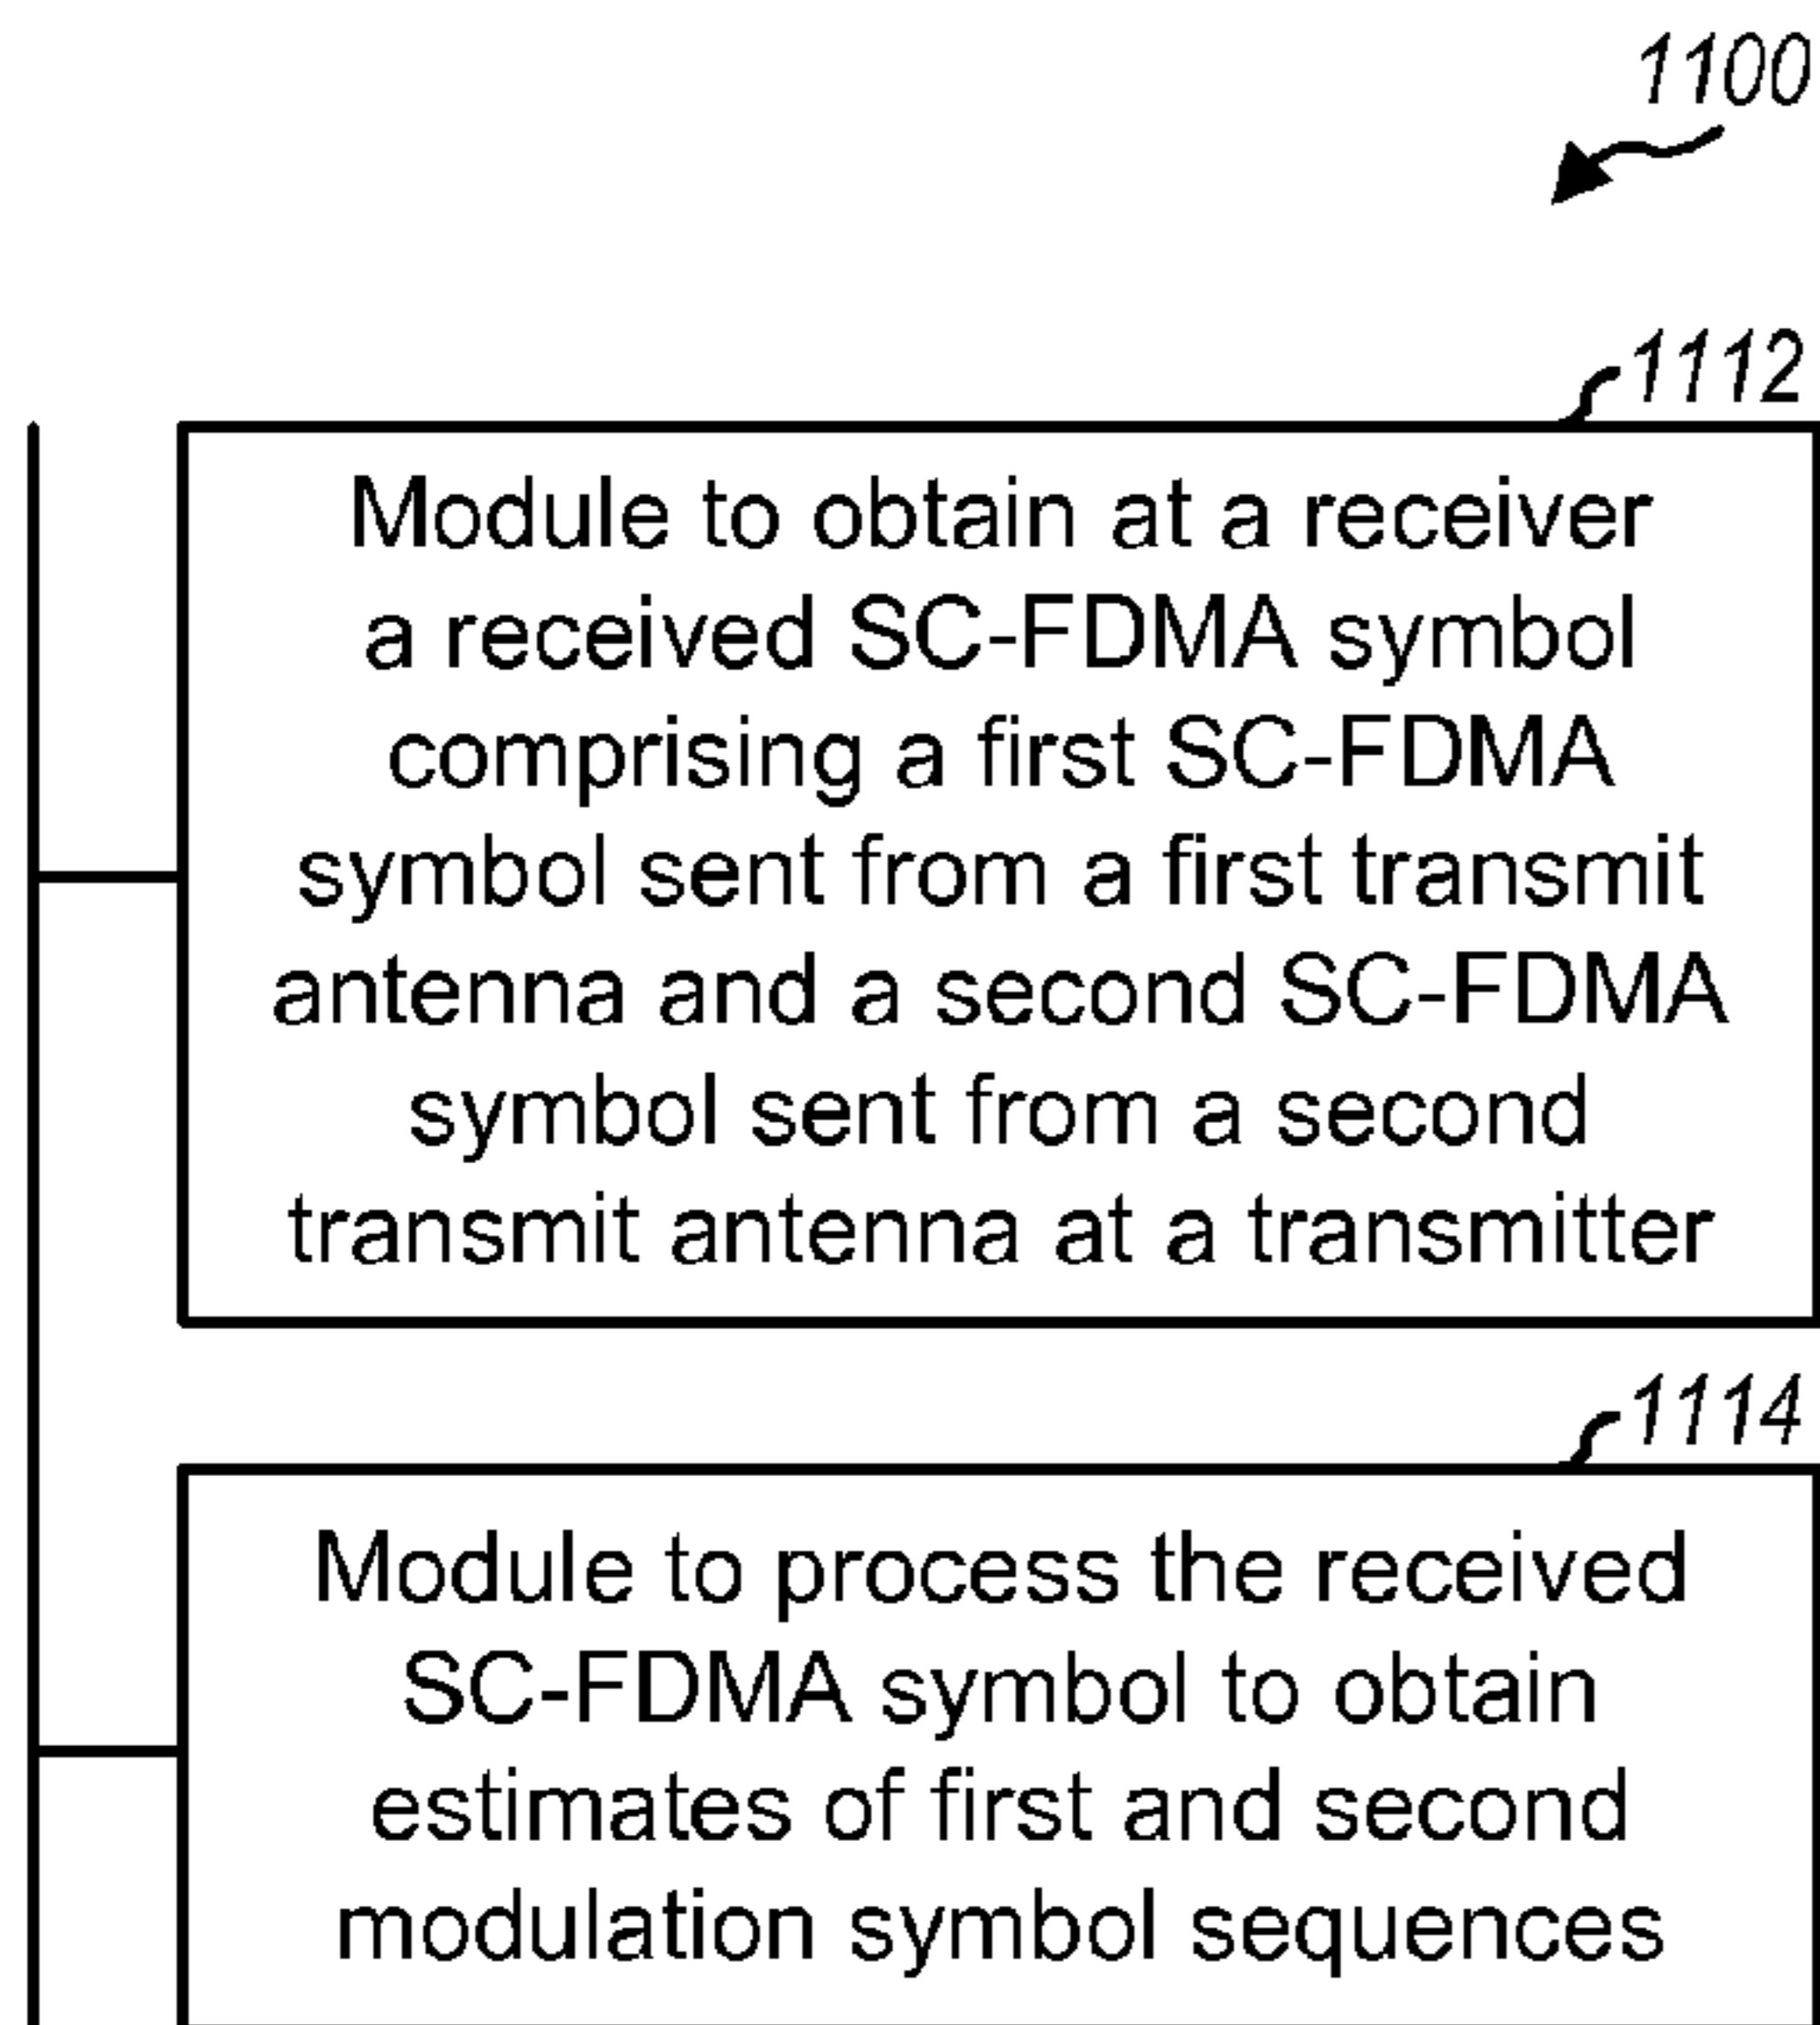 1100
1112
Module to obtain at a receiver
a received SC-FDMA symbol
comprising a first SC-FDMA
symbol sent from a first transmit
antenna and a second SC-FDMA
symbol sent from a second
transmit antenna at a transmitter
1114
Module to process the received
SC-FDMA symbol to obtain
estimates of first and second
modulation symbol sequences